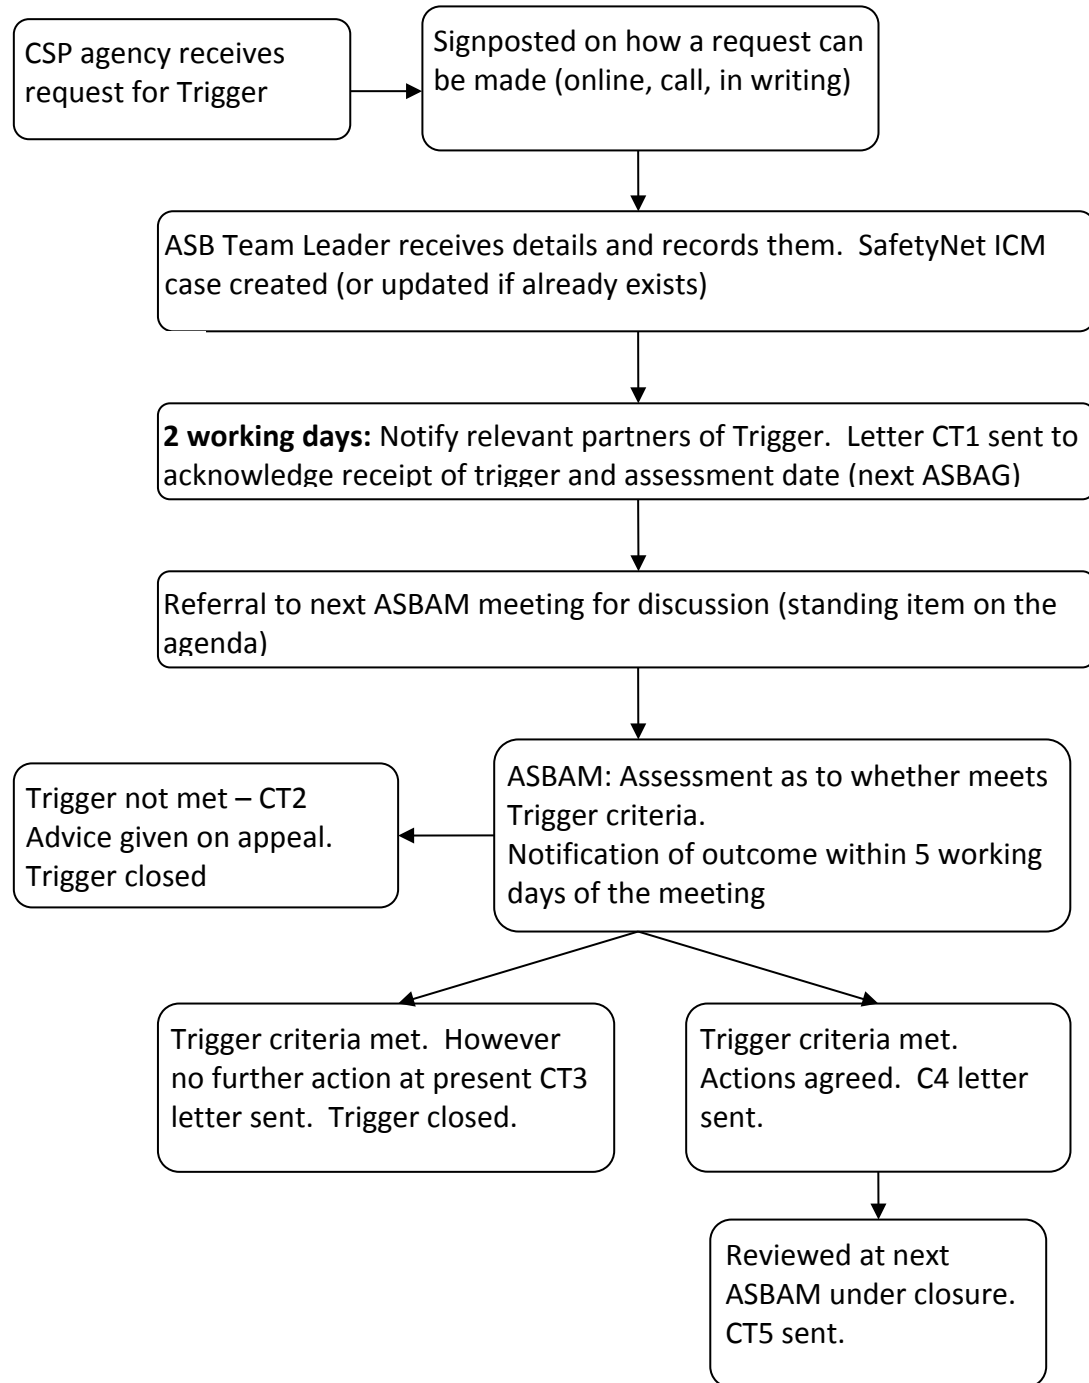 CSP agency receives
request for Trigger
Signposted on how a request can
be made (online, call, in writing)
ASB Team Leader receives details and records them.  SafetyNet ICM
case created (or updated if already exists)
2 working days: Notify relevant partners of Trigger.  Letter CT1 sent to
acknowledge receipt of trigger and assessment date (next ASBAG)
Referral to next ASBAM meeting for discussion (standing item on the
agenda)
ASBAM: Assessment as to whether meets
Trigger criteria.
Notification of outcome within 5 working
days of the meeting
Trigger not met – CT2
Advice given on appeal.
Trigger closed
Trigger criteria met.  However
no further action at present CT3
letter sent.  Trigger closed.
Trigger criteria met.
Actions agreed.  C4 letter
sent.
Reviewed at next
ASBAM under closure.
CT5 sent.